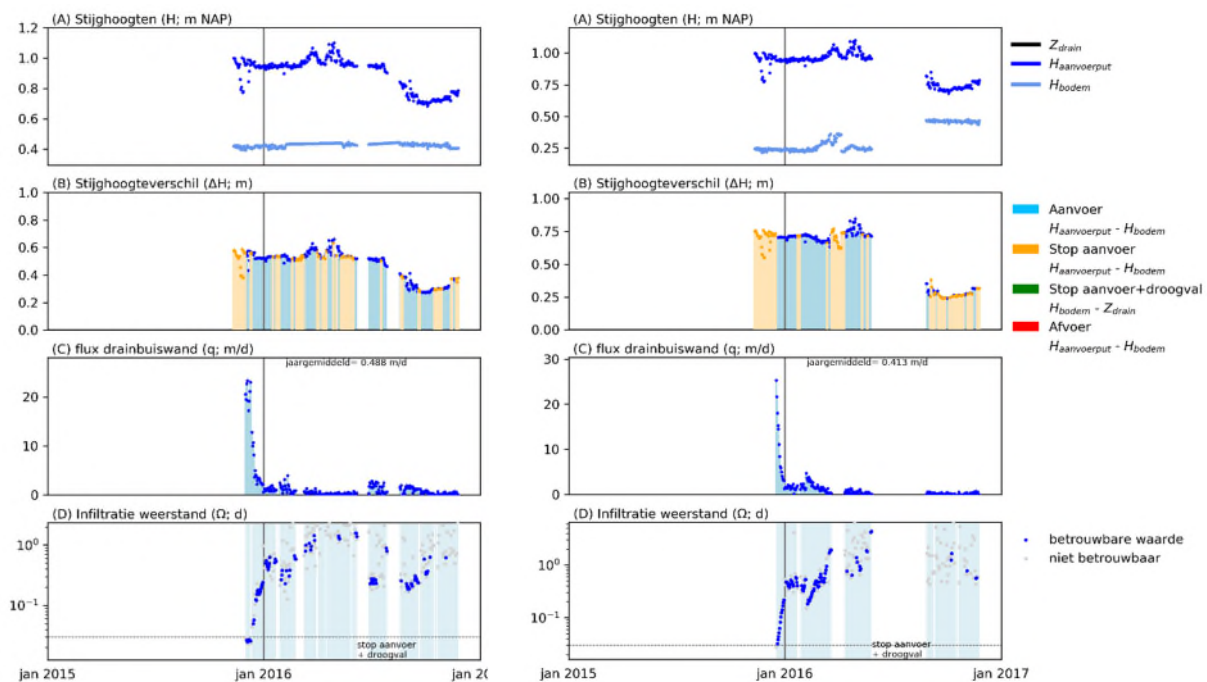 (A) Stijghoogten (H; m NAP)
1.2
1.0
0.8
0.6
0.4
(B) Stijghoogteverschil (ΔH; m)
1.0
0.8
0.6
0.4
0.2
0.0
(C) flux drainbuiswand (q; m/d)
jaargemiddeld= 0.488 m/d
20
10
0
(D) Infiltratie weerstand (Ω; d)
10⁰
10⁻¹
stop aanvoer
+ droogval
jan 2015
jan 2016
jan 20
(A) Stijghoogten (H; m NAP)
1.00
0.75
0.50
0.25
(B) Stijghoogteverschil (ΔH; m)
1.00
0.75
0.50
0.25
0.00
(C) flux drainbuiswand (q; m/d)
jaargemiddeld= 0.413 m/d
30
20
10
0
(D) Infiltratie weerstand (Ω; d)
10⁰
10⁻¹
stop aanvoer
+ droogval
jan 2015
jan 2016
jan 2017
Z_drain
H_aanvoerput
H_bodem
Aanvoer
H_aanvoerput - H_bodem
Stop aanvoer
H_aanvoerput - H_bodem
Stop aanvoer+droogval
H_bodem - Z_drain
Afvoer
H_aanvoerput - H_bodem
betrouwbare waarde
niet betrouwbaar